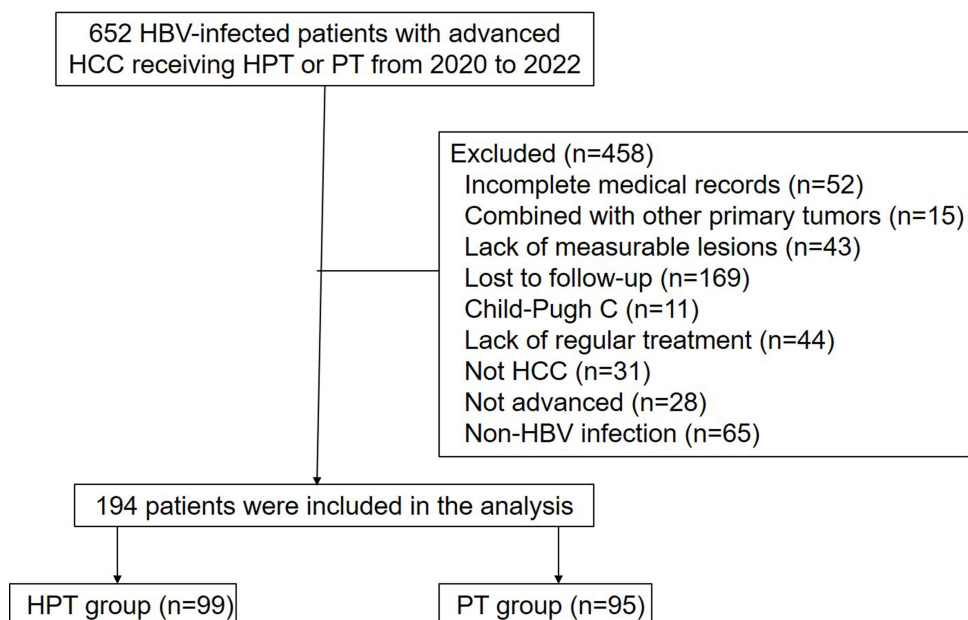 652 HBV-infected patients with advanced
HCC receiving HPT or PT from 2020 to 2022
Excluded (n=458)
Incomplete medical records (n=52)
Combined with other primary tumors (n=15)
Lack of measurable lesions (n=43)
Lost to follow-up (n=169)
Child-Pugh C (n=11)
Lack of regular treatment (n=44)
Not HCC (n=31)
Not advanced (n=28)
Non-HBV infection (n=65)
194 patients were included in the analysis
HPT group (n=99)
PT group (n=95)